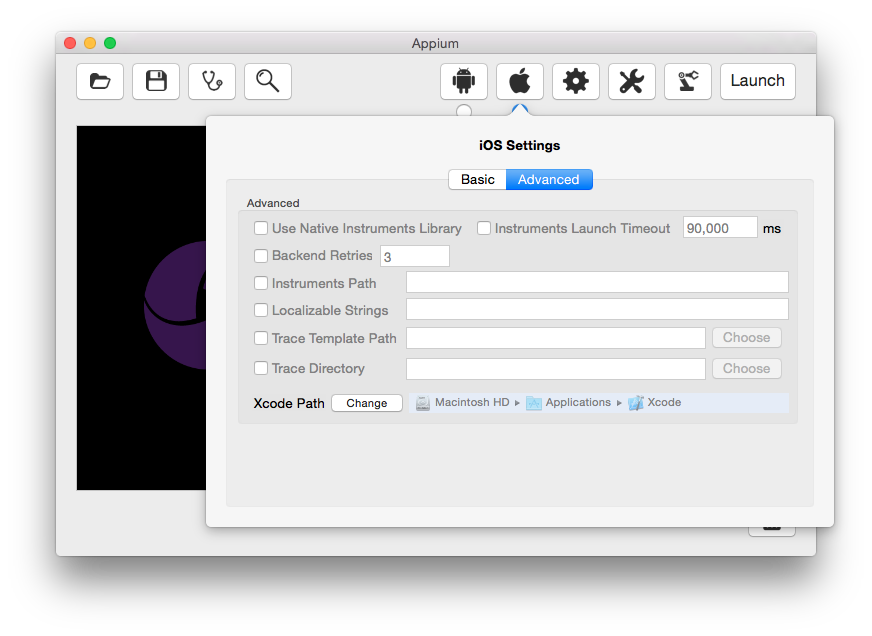 Appium
Launch
iOS Settings
Basic Advanced
Advanced
Use Native Instruments Library Instruments Launch Timeout 90,000 ms
Backend Retries 3
Instruments Path
Localizable Strings
Trace Template Path Choose
Trace Directory Choose
Xcode Path Change Macintosh HD ▸ Applications ▸ Xcode